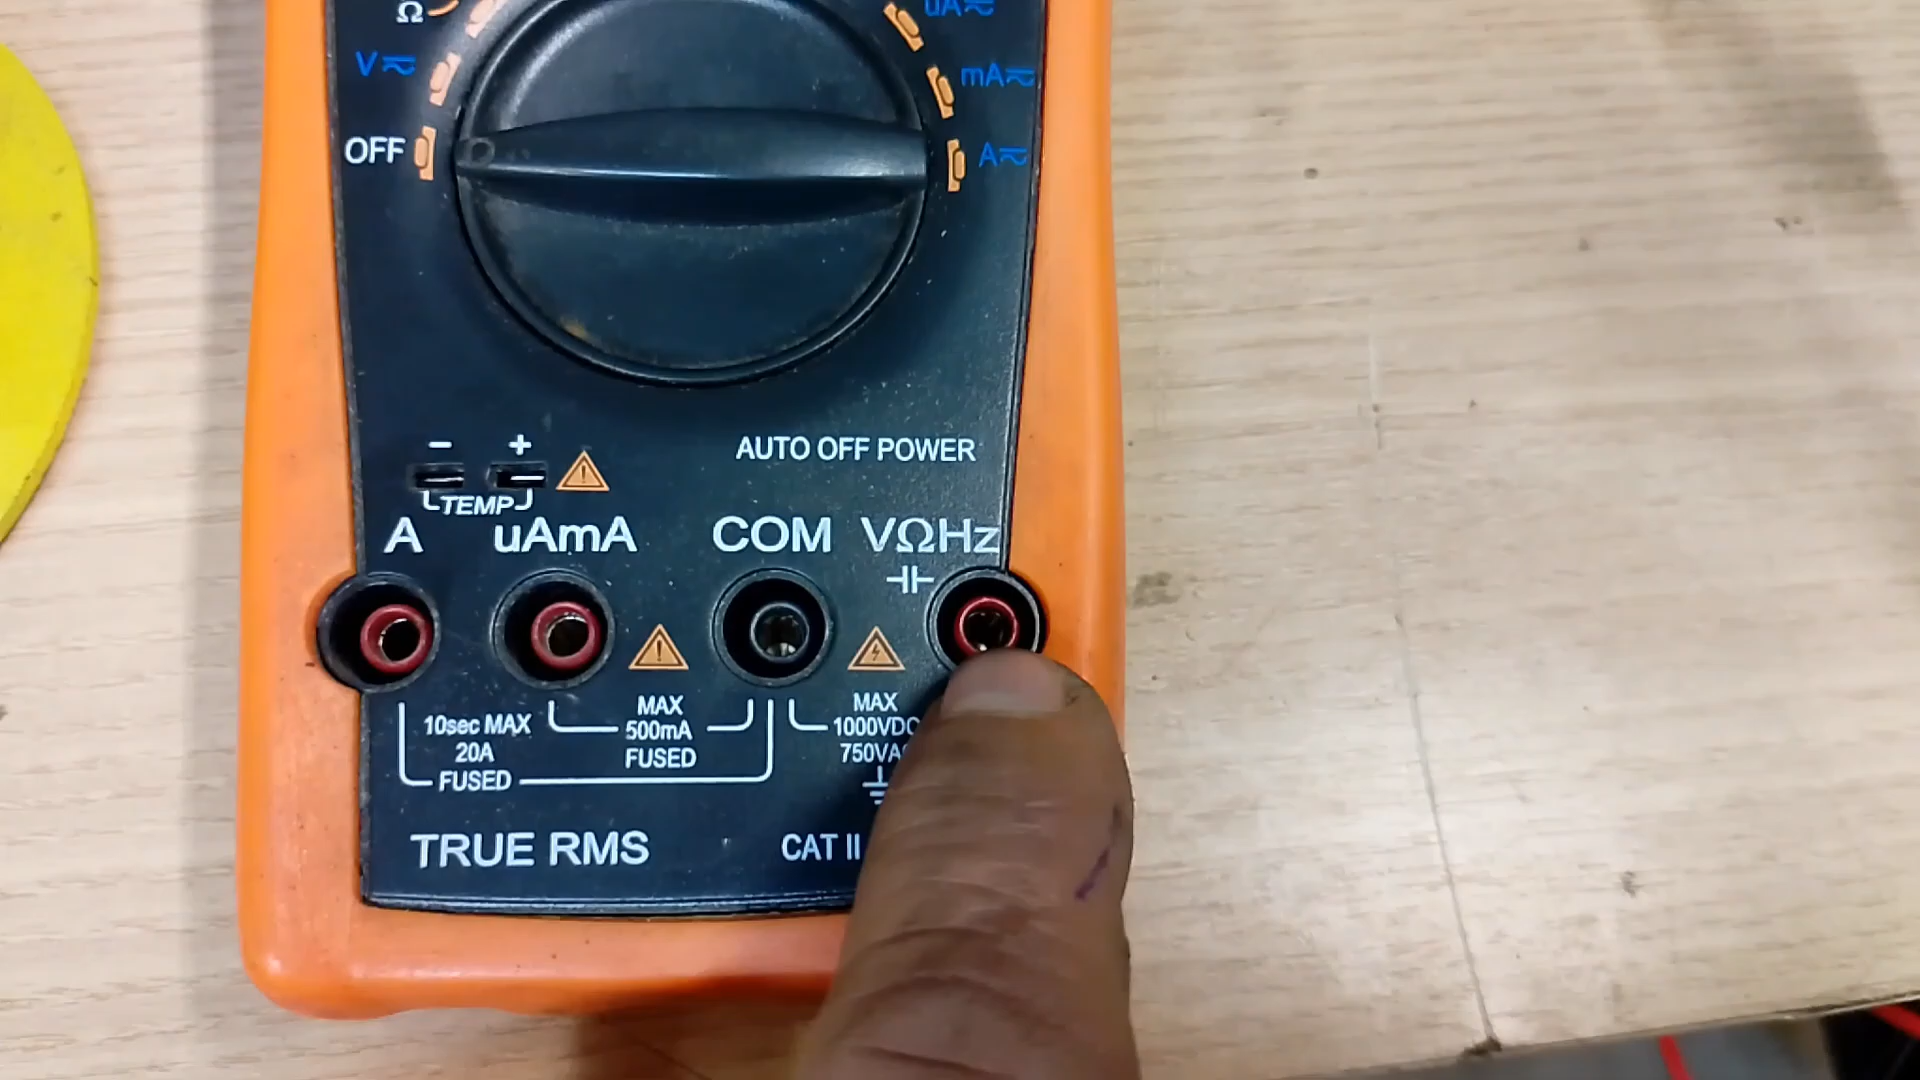 Ω uA
V mA
OFF A
- +
AUTO OFF POWER
TEMP
A uAmA COM VΩHz
10sec MAX
20A
FUSED
MAX
500mA
FUSED
MAX
1000VDC
750VA
TRUE RMS CAT II